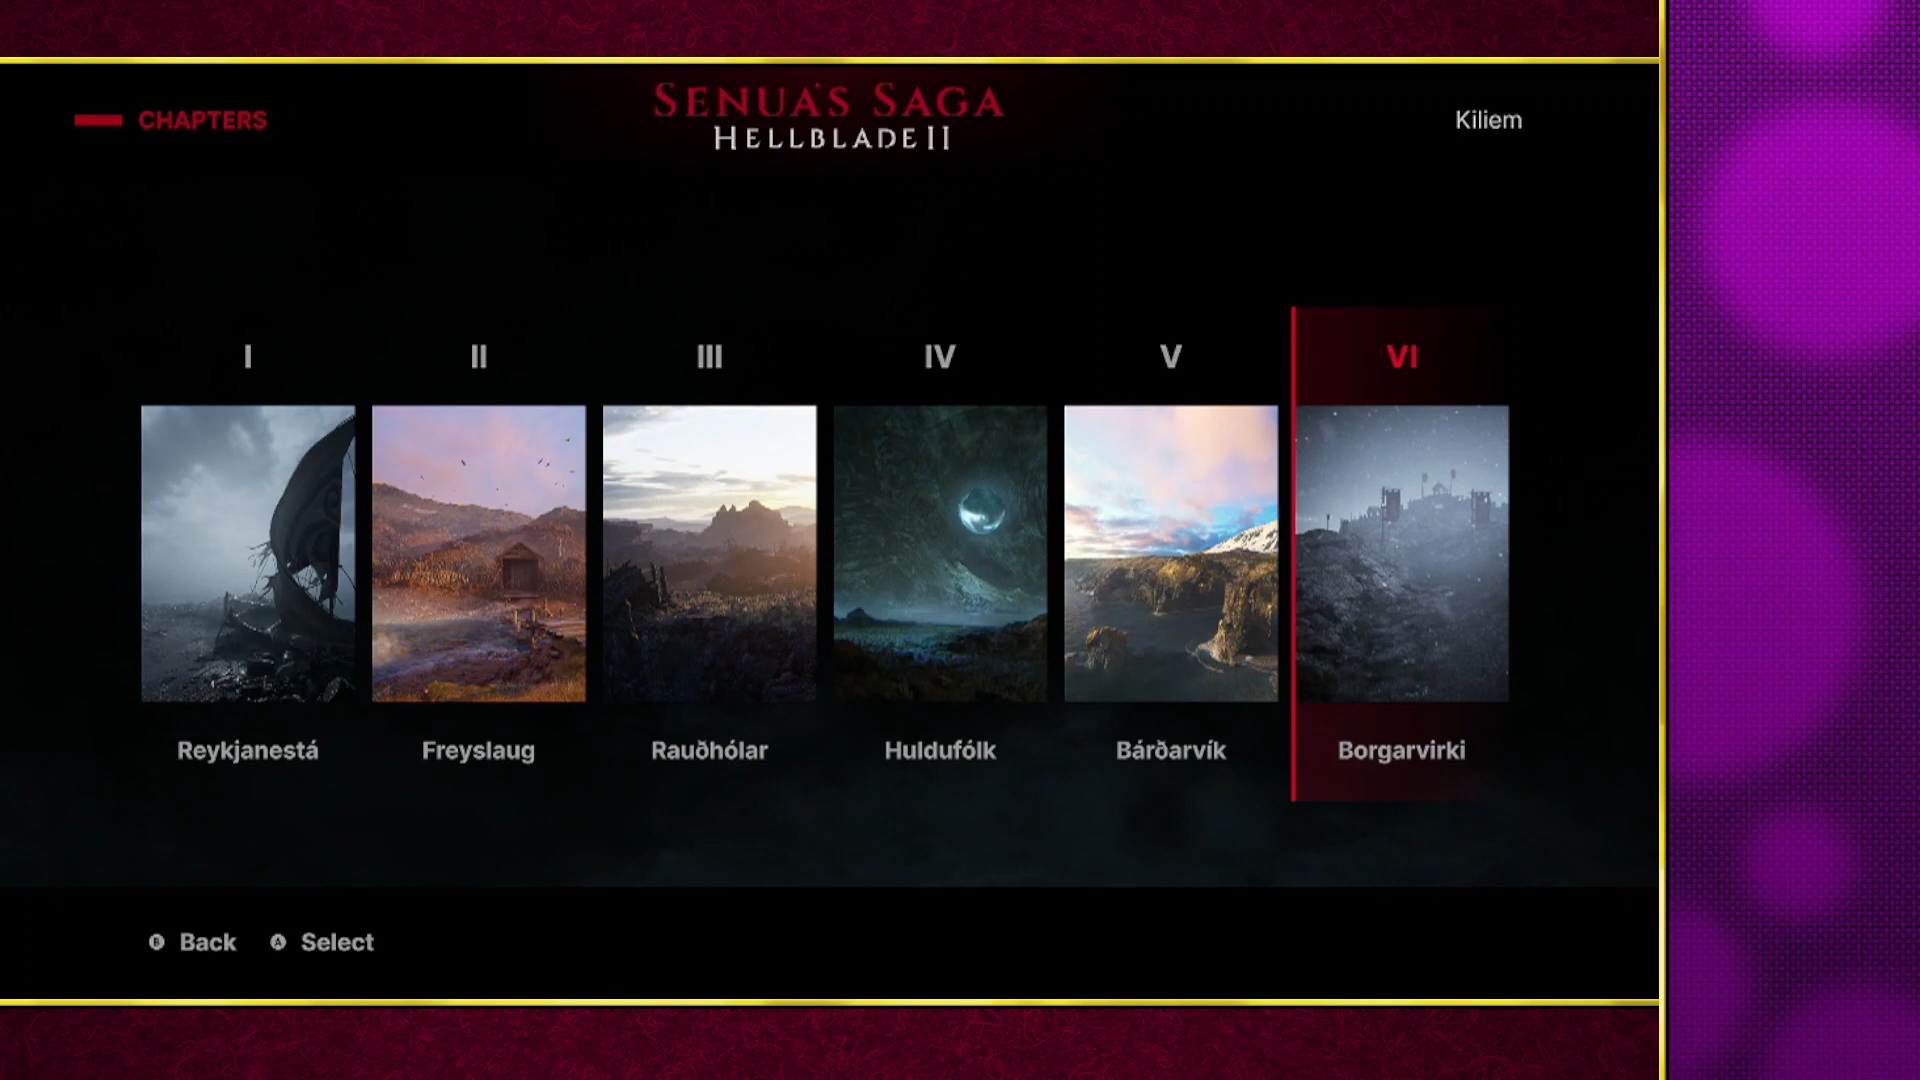 CHAPTERS
SENUA'S SAGA
HELLBLADE II
Kiliem
I
II
III
IV
V
VI
Reykjanestá
Freyslaug
Rauðhólar
Huldufólk
Bárðarvík
Borgarvirki
B Back
A Select